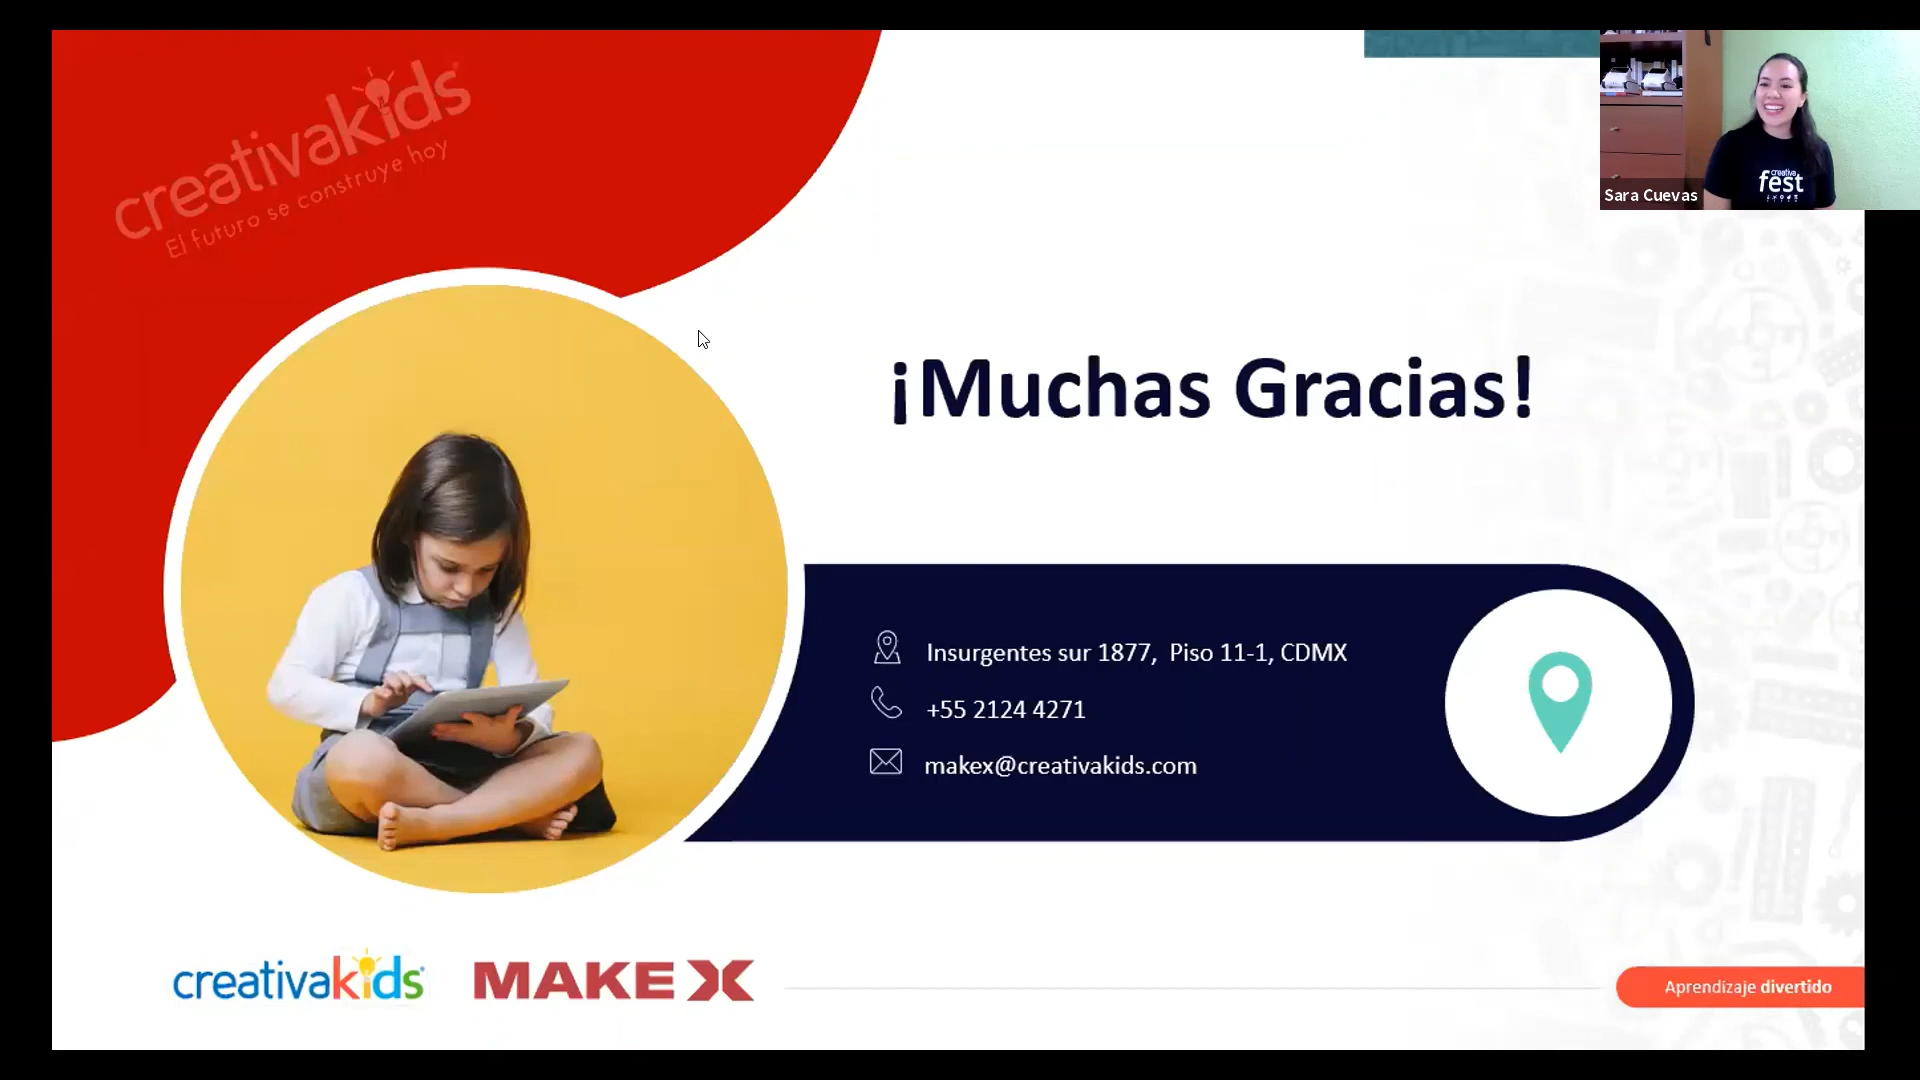 creativakids
El futuro se construye hoy
creativa
fest
Sara Cuevas
¡Muchas Gracias!
Insurgentes sur 1877, Piso 11-1, CDMX
+55 2124 4271
makex@creativakids.com
creativakids
MAKE X
Aprendizaje divertido